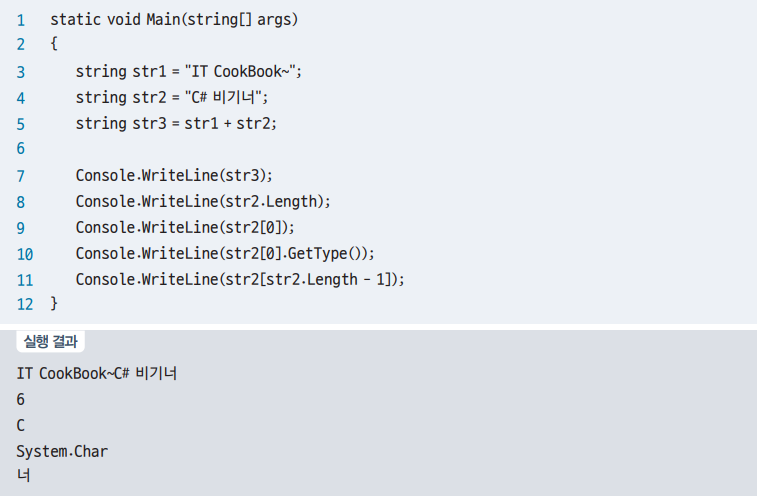 1 static void Main(string[] args)
2 {
3 string str1 = "IT CookBook~";
4 string str2 = "C# 비기너";
5 string str3 = str1 + str2;
6
7 Console.WriteLine(str3);
8 Console.WriteLine(str2.Length);
9 Console.WriteLine(str2[0]);
10 Console.WriteLine(str2[0].GetType());
11 Console.WriteLine(str2[str2.Length - 1]);
12 }
실행 결과
IT CookBook~C# 비기너
6
C
System.Char
너